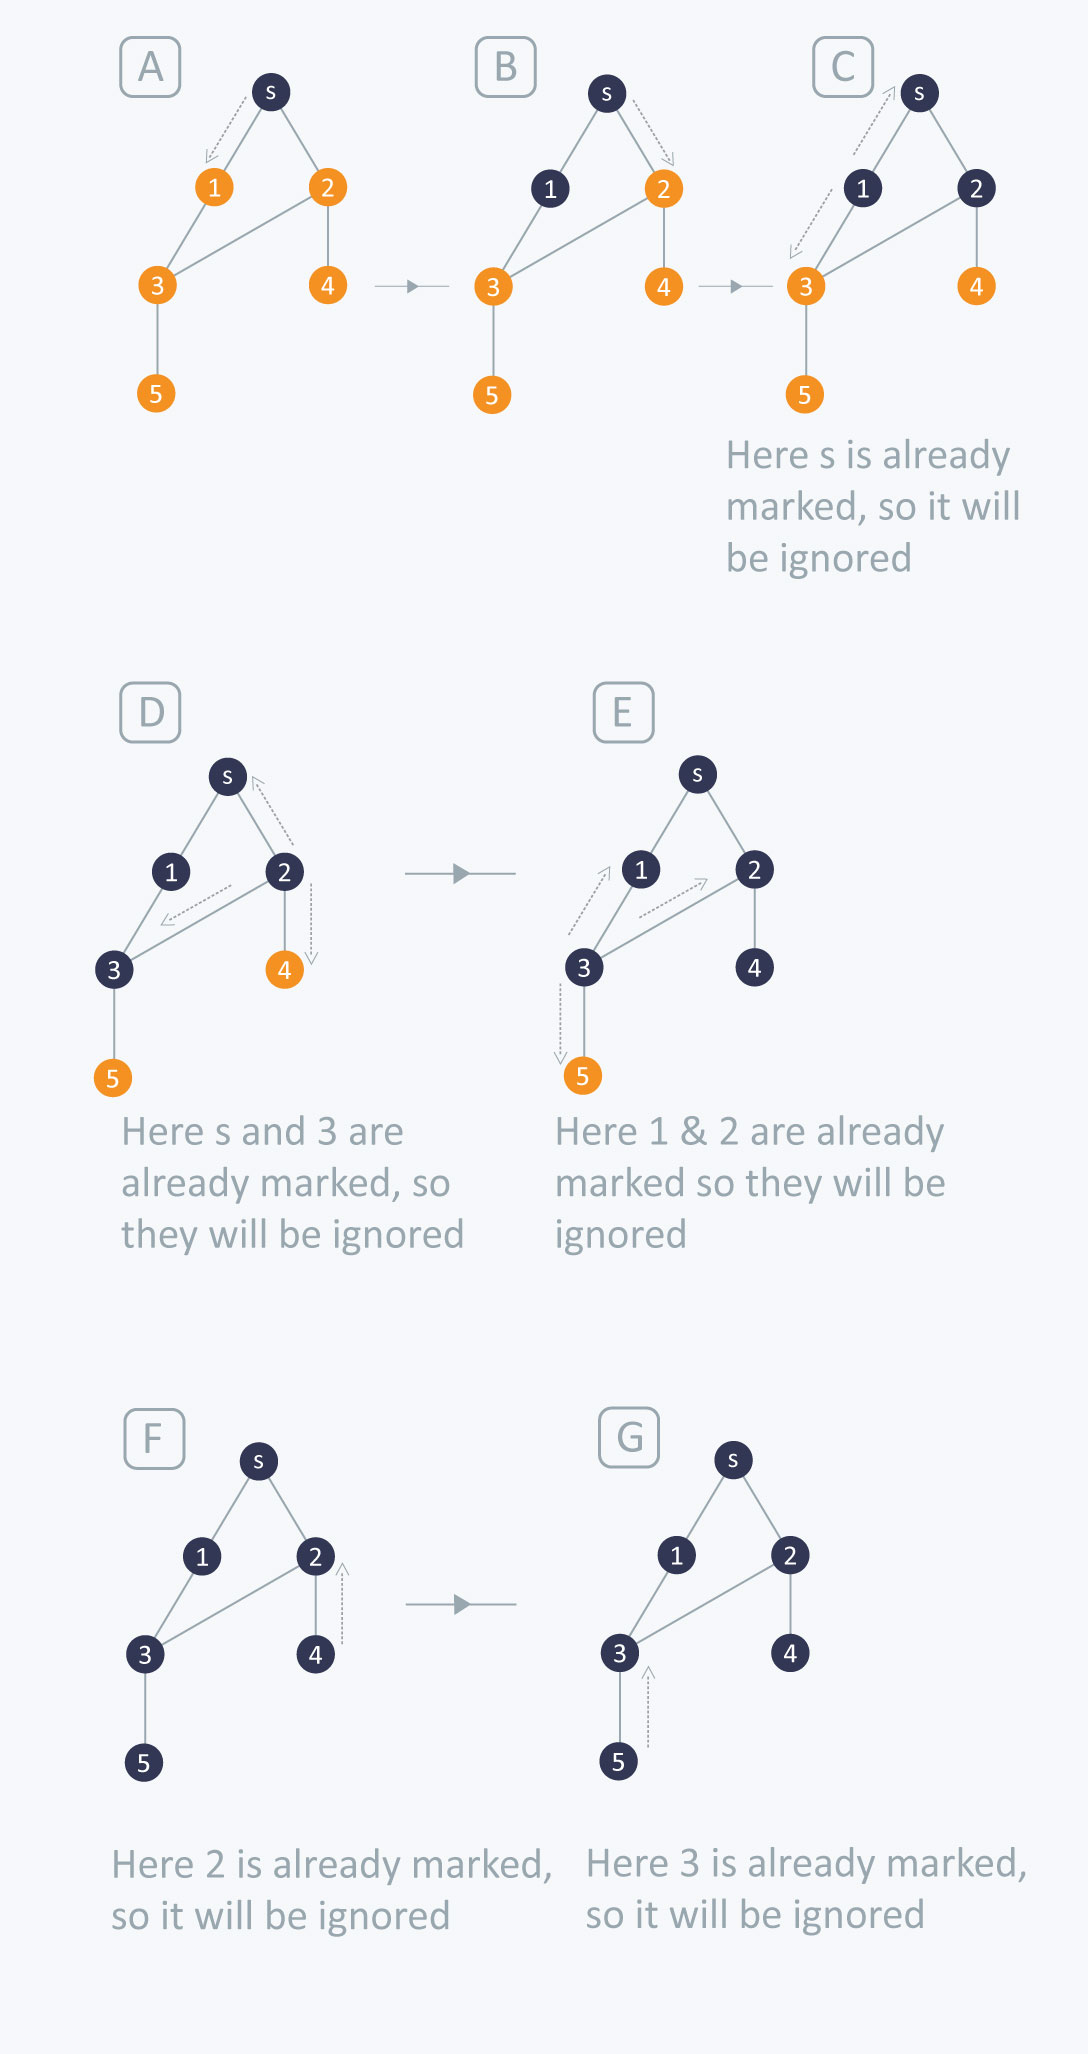 A
B
C
s
s
s
1
2
1
2
1
2
3
4
3
4
3
4
5
5
5
Here s is already
marked, so it will
be ignored
D
E
s
s
1
2
1
2
3
4
3
4
5
5
Here s and 3 are
already marked, so
they will be ignored
Here 1 & 2 are already
marked so they will be
ignored
F
G
s
s
1
2
1
2
3
4
3
4
5
5
Here 2 is already marked,
so it will be ignored
Here 3 is already marked,
so it will be ignored